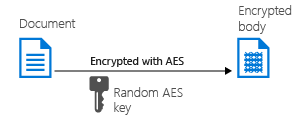 Document
Encrypted
body
Encrypted with AES
Random AES
key